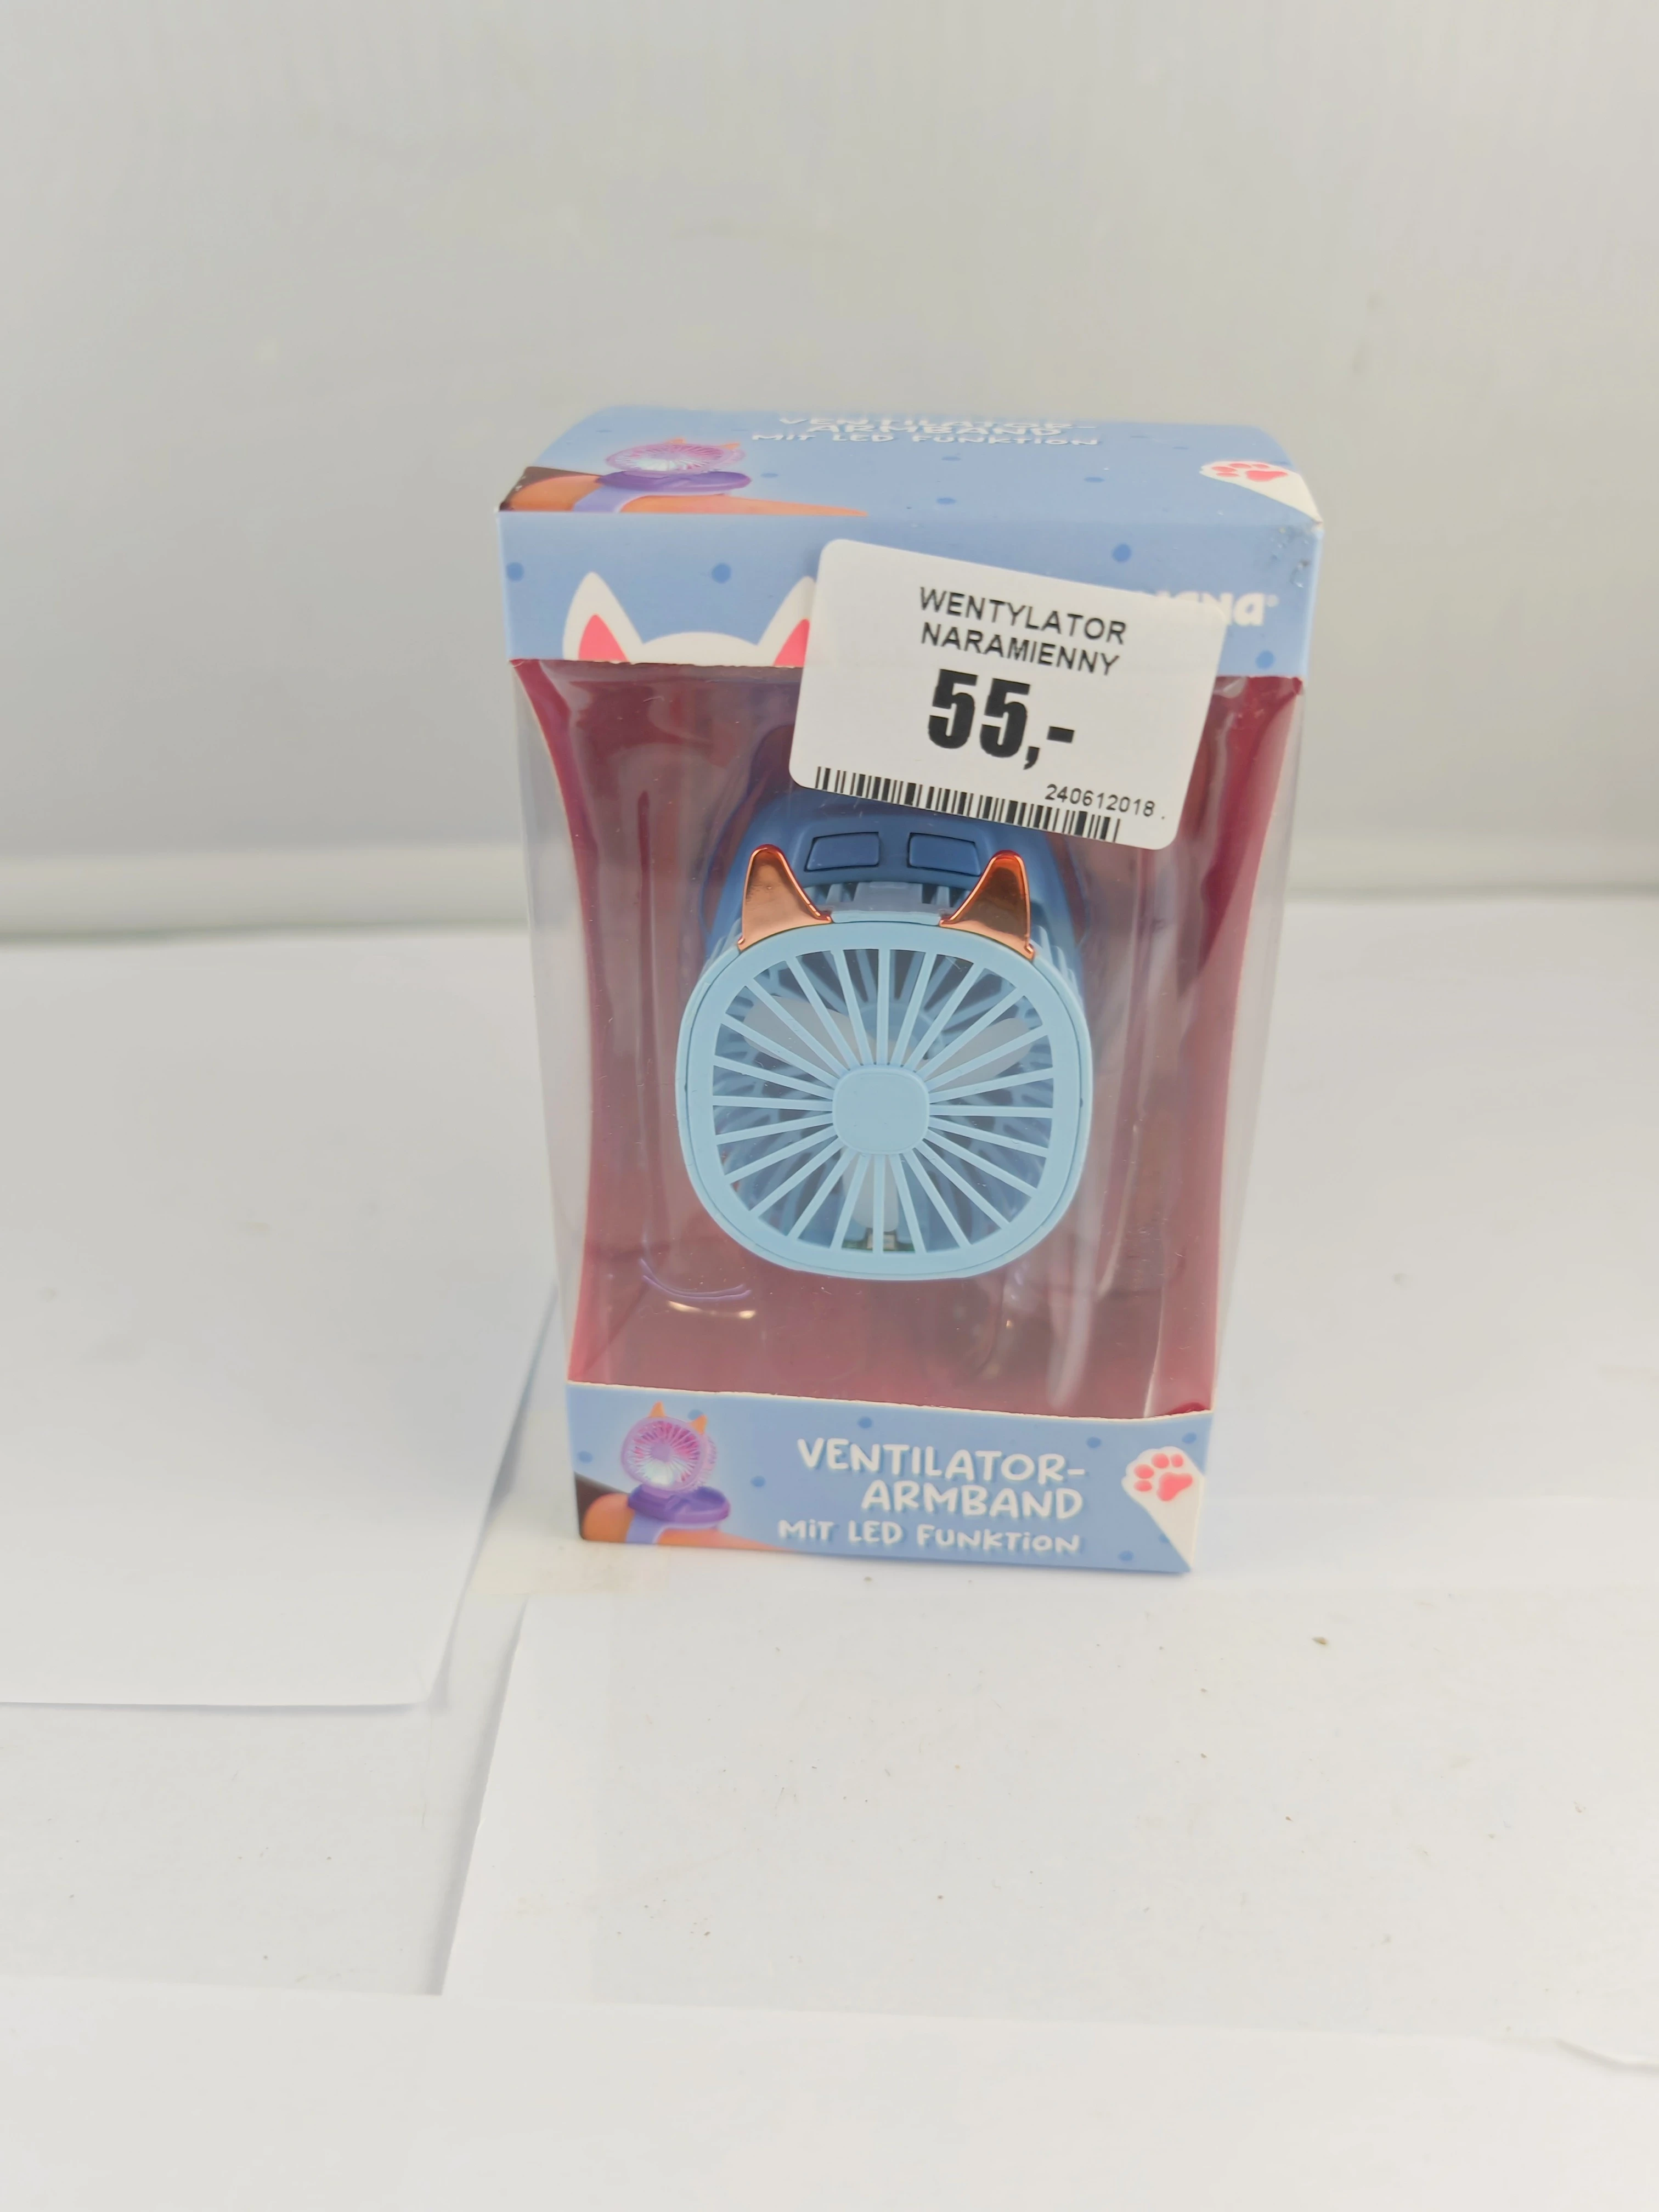 VENTILATOR-
ARMBAND
MIT LED FUNKTION
WENTYLATOR
NARAMIENNY
55,-
240612018.
VENTILATOR-
ARMBAND
MIT LED FUNKTION